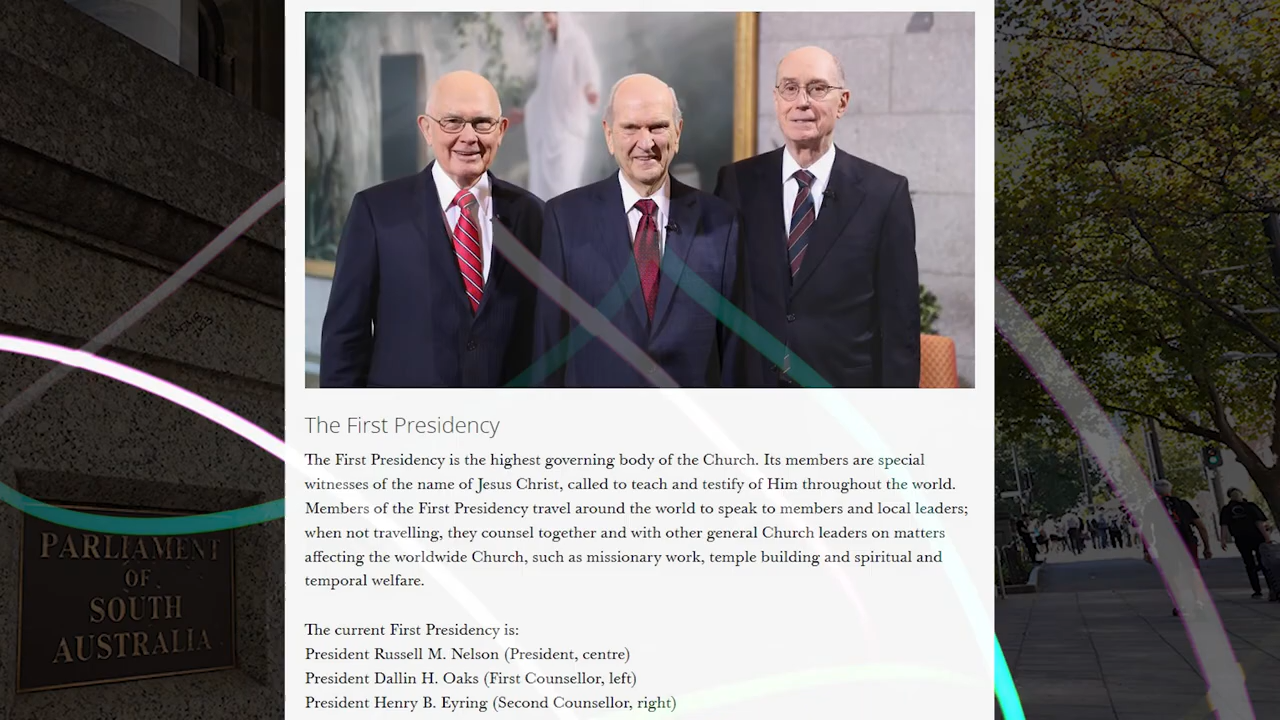 The First Presidency
The First Presidency is the highest governing body of the Church. Its members are special
witnesses of the name of Jesus Christ, called to teach and testify of Him throughout the world.
Members of the First Presidency travel around the world to speak to members and local leaders;
when not travelling, they counsel together and with other general Church leaders on matters
affecting the worldwide Church, such as missionary work, temple building and spiritual and
temporal welfare.
The current First Presidency is:
President Russell M. Nelson (President, centre)
President Dallin H. Oaks (First Counsellor, left)
President Henry B. Eyring (Second Counsellor, right)
PARLIAMENT
OF
SOUTH
AUSTRALIA